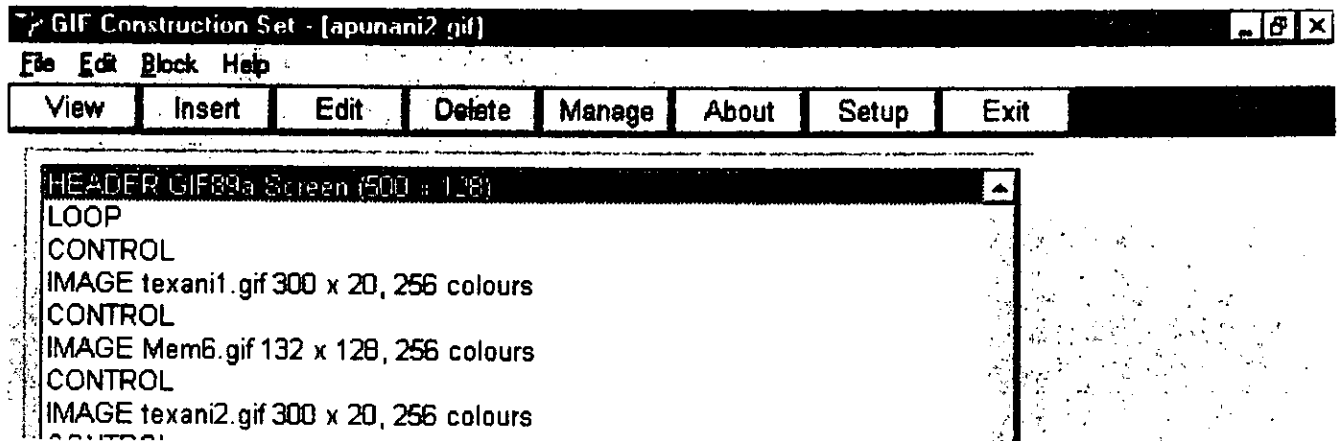 GIF Construction Set - [apunani2.gif]
File Edit Block Help
View Insert Edit Delete Manage About Setup Exit
HEADER GIF89a Screen (500 x 128)
LOOP
CONTROL
IMAGE texani1.gif 300 x 20, 256 colours
CONTROL
IMAGE Mem6.gif 132 x 128, 256 colours
CONTROL
IMAGE texani2.gif 300 x 20, 256 colours
CONTROL